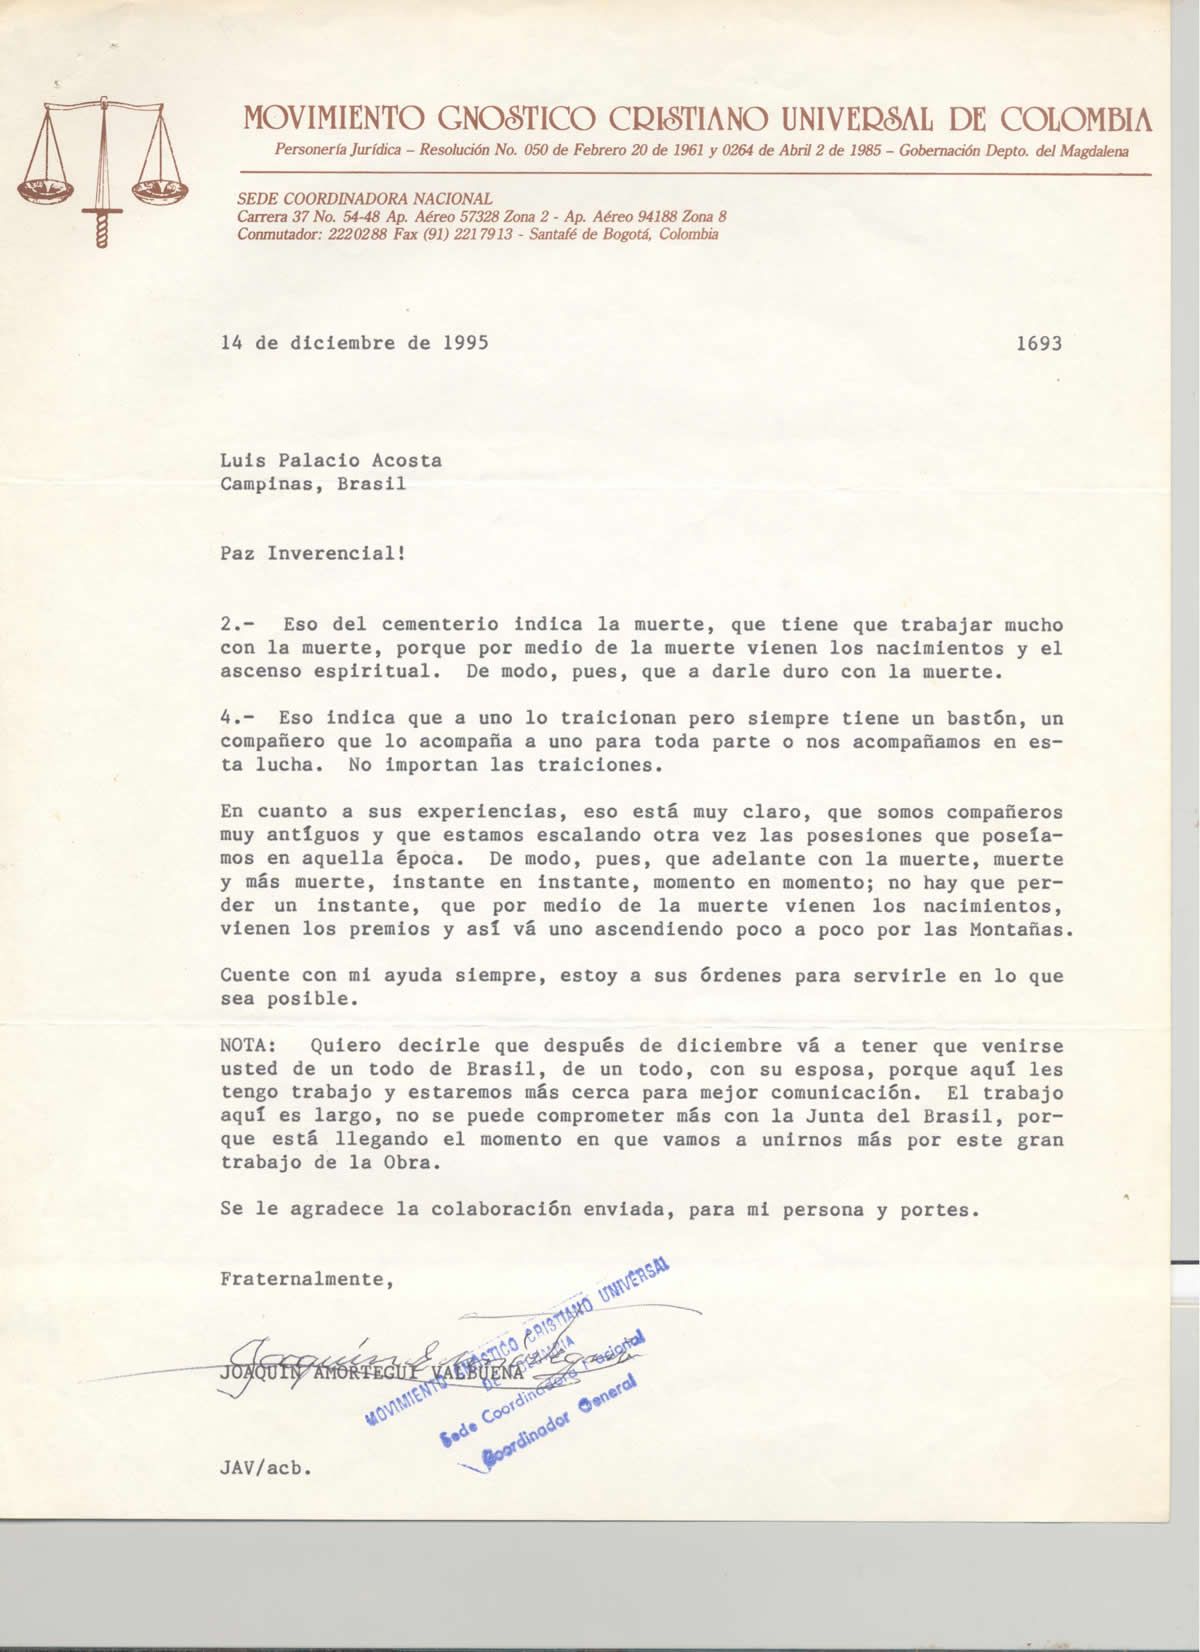 MOVIMIENTO GNOSTICO CRISTIANO UNIVERSAL DE COLOMBIA
Personería Jurídica – Resolución No. 050 de Febrero 20 de 1961 y 0264 de Abril 2 de 1985 – Gobernación Depto. del Magdalena
SEDE COORDINADORA NACIONAL
Carrera 37 No. 54-48 Ap. Aéreo 57328 Zona 2 - Ap. Aéreo 94188 Zona 8
Conmutador: 2220288 Fax (91) 2217913 - Santafé de Bogotá, Colombia
14 de diciembre de 1995 1693
Luis Palacio Acosta
Campinas, Brasil
Paz Inverencial!
2.- Eso del cementerio indica la muerte, que tiene que trabajar mucho
con la muerte, porque por medio de la muerte vienen los nacimientos y el
ascenso espiritual. De modo, pues, que a darle duro con la muerte.
4.- Eso indica que a uno lo traicionan pero siempre tiene un bastón, un
compañero que lo acompaña a uno para toda parte o nos acompañamos en es-
ta lucha. No importan las traiciones.
En cuanto a sus experiencias, eso está muy claro, que somos compañeros
muy antíguos y que estamos escalando otra vez las posesiones que poseía-
mos en aquella época. De modo, pues, que adelante con la muerte, muerte
y más muerte, instante en instante, momento en momento; no hay que per-
der un instante, que por medio de la muerte vienen los nacimientos,
vienen los premios y así vá uno ascendiendo poco a poco por las Montañas.
Cuente con mi ayuda siempre, estoy a sus órdenes para servirle en lo que
sea posible.
NOTA: Quiero decirle que después de diciembre vá a tener que venirse
usted de un todo de Brasil, de un todo, con su esposa, porque aquí les
tengo trabajo y estaremos más cerca para mejor comunicación. El trabajo
aquí es largo, no se puede comprometer más con la Junta del Brasil, por-
que está llegando el momento en que vamos a unirnos más por este gran
trabajo de la Obra.
Se le agradece la colaboración enviada, para mi persona y portes.
Fraternalmente,
JOAQUIN AMORTEGUI VALBUENA
MOVIMIENTO GNOSTICO CRISTIANO UNIVERSAL
DE COLOMBIA
Sede Coordinadora Nacional
Coordinador General
JAV/acb.